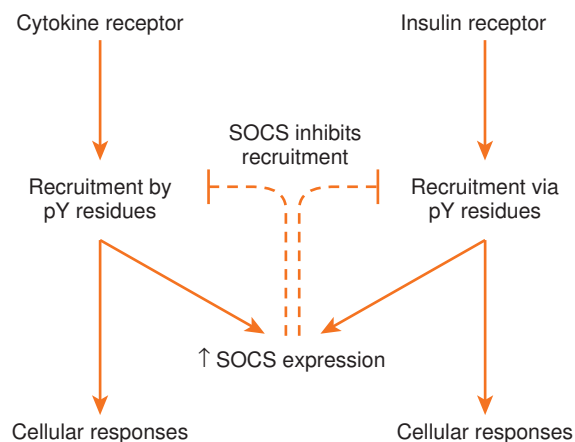 Cytokine receptor
Insulin receptor
SOCS inhibits
recruitment
Recruitment by
pY residues
Recruitment via
pY residues
↑ SOCS expression
Cellular responses
Cellular responses